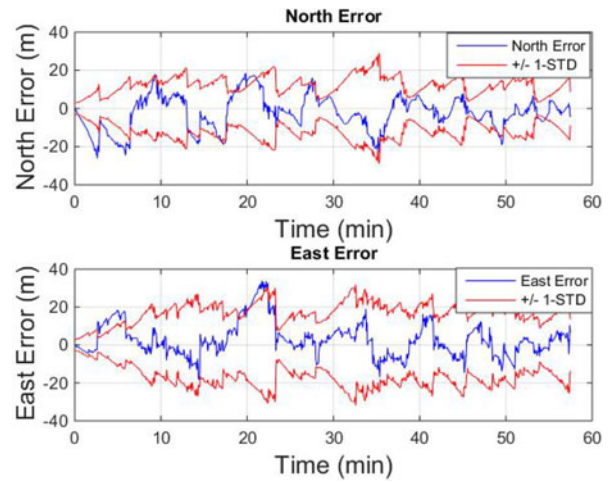 North Error
40
20
0
-20
-40
North Error (m)
North Error
+/- 1-STD
0 10 20 30 40 50 60
Time (min)
East Error
40
20
0
-20
-40
East Error (m)
East Error
+/- 1-STD
0 10 20 30 40 50 60
Time (min)